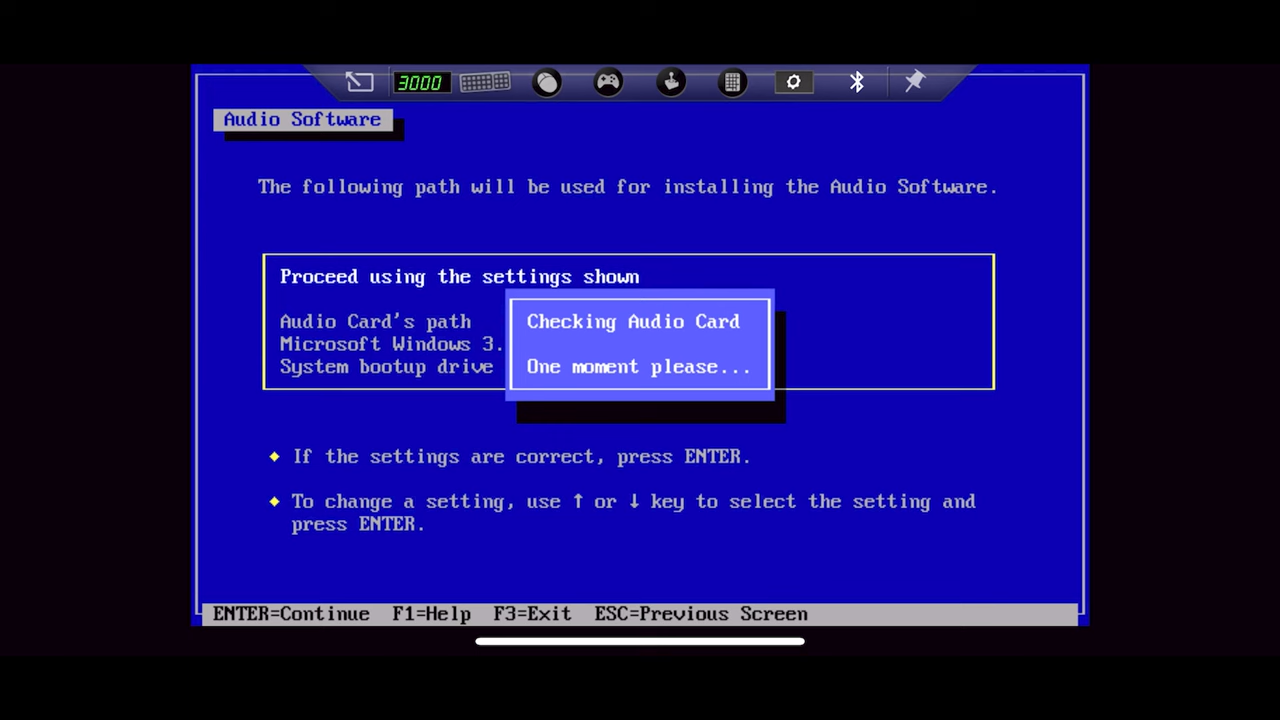 3000
Audio Software
The following path will be used for installing the Audio Software.
Proceed using the settings shown
Audio Card's path
Microsoft Windows 3.
System bootup drive
Checking Audio Card
One moment please...
◆ If the settings are correct, press ENTER.
◆ To change a setting, use ↑ or ↓ key to select the setting and
press ENTER.
ENTER=Continue F1=Help F3=Exit ESC=Previous Screen